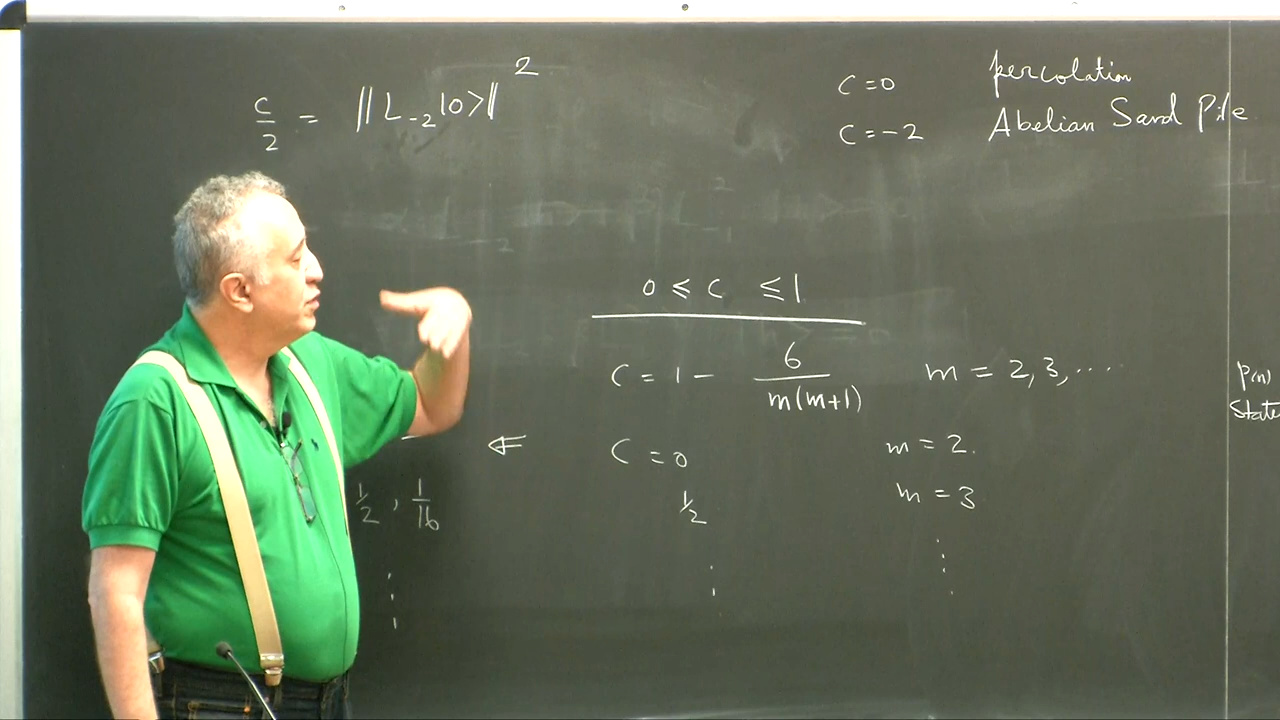 c/2 = ||L₋₂|0>||²
c=0 percolation
c=-2 Abelian Sand Pile
0 ≤ c ≤ 1
C = 1 - 6/m(m+1) m = 2,3,....
p(n)
State
⇐ C = 0 m = 2.
1/2, 1/16 1/2 m = 3
⋮ ⋮ ⋮